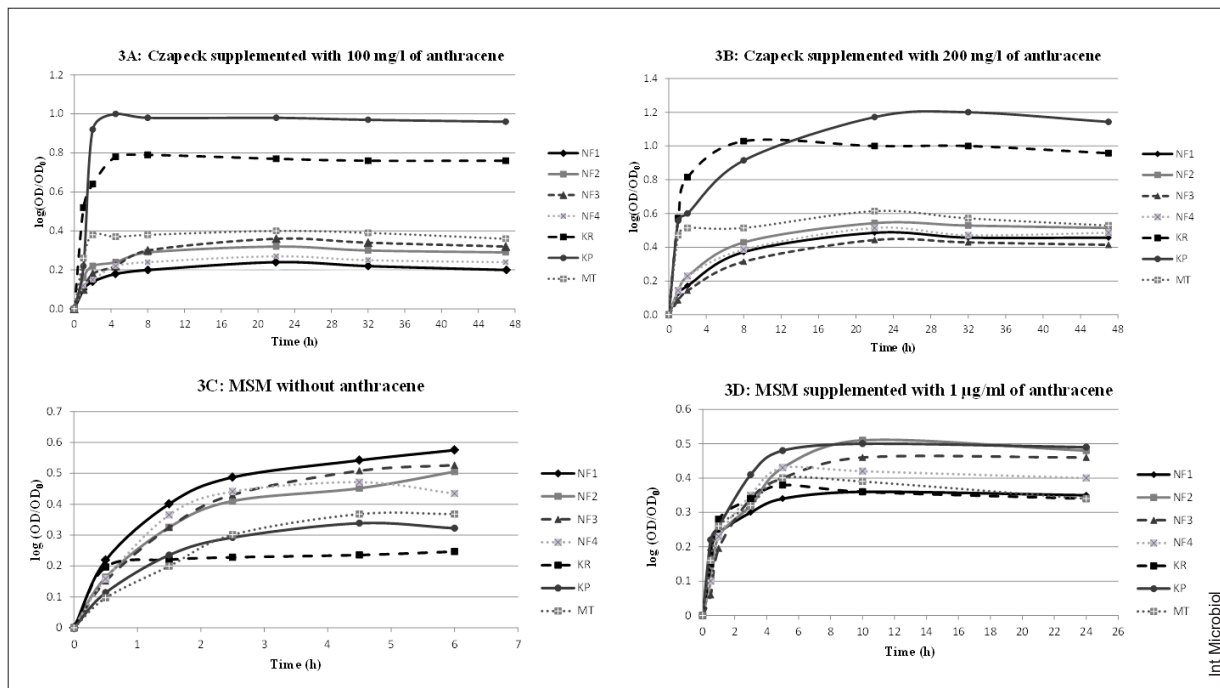 3A: Czapeck supplemented with 100 mg/l of anthracene
1.2
1.0
0.8
0.6
0.4
0.2
0.0
log(OD/OD₀)
0 4 8 12 16 20 24 28 32 36 40 44 48
Time (h)
NF1
NF2
NF3
NF4
KR
KP
MT
3B: Czapeck supplemented with 200 mg/l of anthracene
1.4
1.2
1.0
0.8
0.6
0.4
0.2
0.0
log(OD/OD₀)
0 4 8 12 16 20 24 28 32 36 40 44 48
Time (h)
NF1
NF2
NF3
NF4
KR
KP
MT
3C: MSM without anthracene
0.7
0.6
0.5
0.4
0.3
0.2
0.1
0
log (OD/OD₀)
0 1 2 3 4 5 6 7
Time (h)
NF1
NF2
NF3
NF4
KR
KP
MT
3D: MSM supplemented with 1 µg/ml of anthracene
0.6
0.5
0.4
0.3
0.2
0.1
0
log (OD/OD₀)
0 2 4 6 8 10 12 14 16 18 20 22 24 26
Time (h)
NF1
NF2
NF3
NF4
KR
KP
MT
Int Microbiol